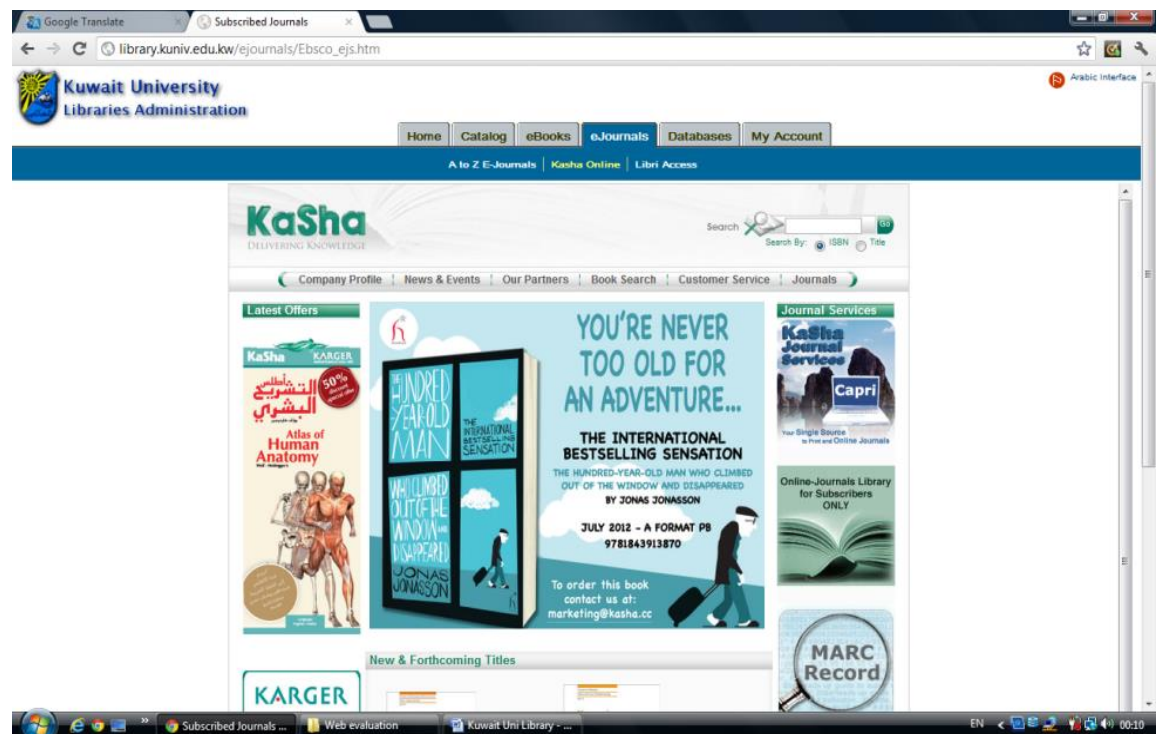 Google Translate
Subscribed Journals
library.kuniv.edu.kw/ejournals/Ebsco_ejs.htm
Kuwait University
Libraries Administration
Arabic Interface
Home Catalog eBooks eJournals Databases My Account
A to Z E-Journals Kasha Online Libri Access
KaSha
DELIVERING KNOWLEDGE
Search Go
Search By: ISBN Title
Company Profile News & Events Our Partners Book Search Customer Service Journals
Latest Offers
KaSha KARGER
50%
أطلس
التشريح
البشري
Atlas of
Human
Anatomy
KARGER
THE
HUNDRED
YEAR-OLD
MAN
THE
INTERNATIONAL
BESTSELLING
SENSATION
WHO CLIMBED
OUT OF THE
WINDOW AND
DISAPPEARED
JONAS
JONASSON
YOU'RE NEVER
TOO OLD FOR
AN ADVENTURE...
THE INTERNATIONAL
BESTSELLING SENSATION
THE HUNDRED-YEAR-OLD MAN WHO CLIMBED
OUT OF THE WINDOW AND DISAPPEARED
BY JONAS JONASSON
JULY 2012 - A FORMAT PB
9781843913870
To order this book
contact us at:
marketing@kasha.cc
New & Forthcoming Titles
Journal Services
KaSha
Journal
Services
Capri
Your Single Source
to Print and Online Journals
Online-Journals Library
for Subscribers
ONLY
MARC
Record
Subscribed Journals ...
Web evaluation
Kuwait Uni Library - ...
EN
00:10